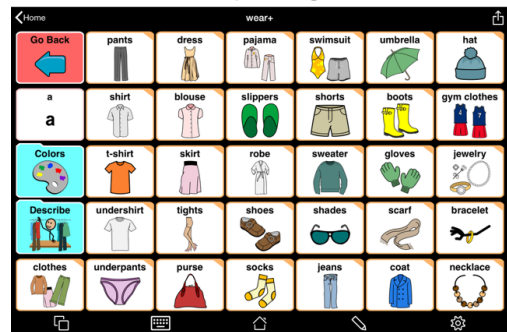 Home
wear+
Go Back pants dress pajama swimsuit umbrella hat
a shirt blouse slippers shorts boots gym clothes
a
4 7
Colors t-shirt skirt robe sweater gloves jewelry
Describe undershirt tights shoes shades scarf bracelet
clothes underpants purse socks jeans coat necklace